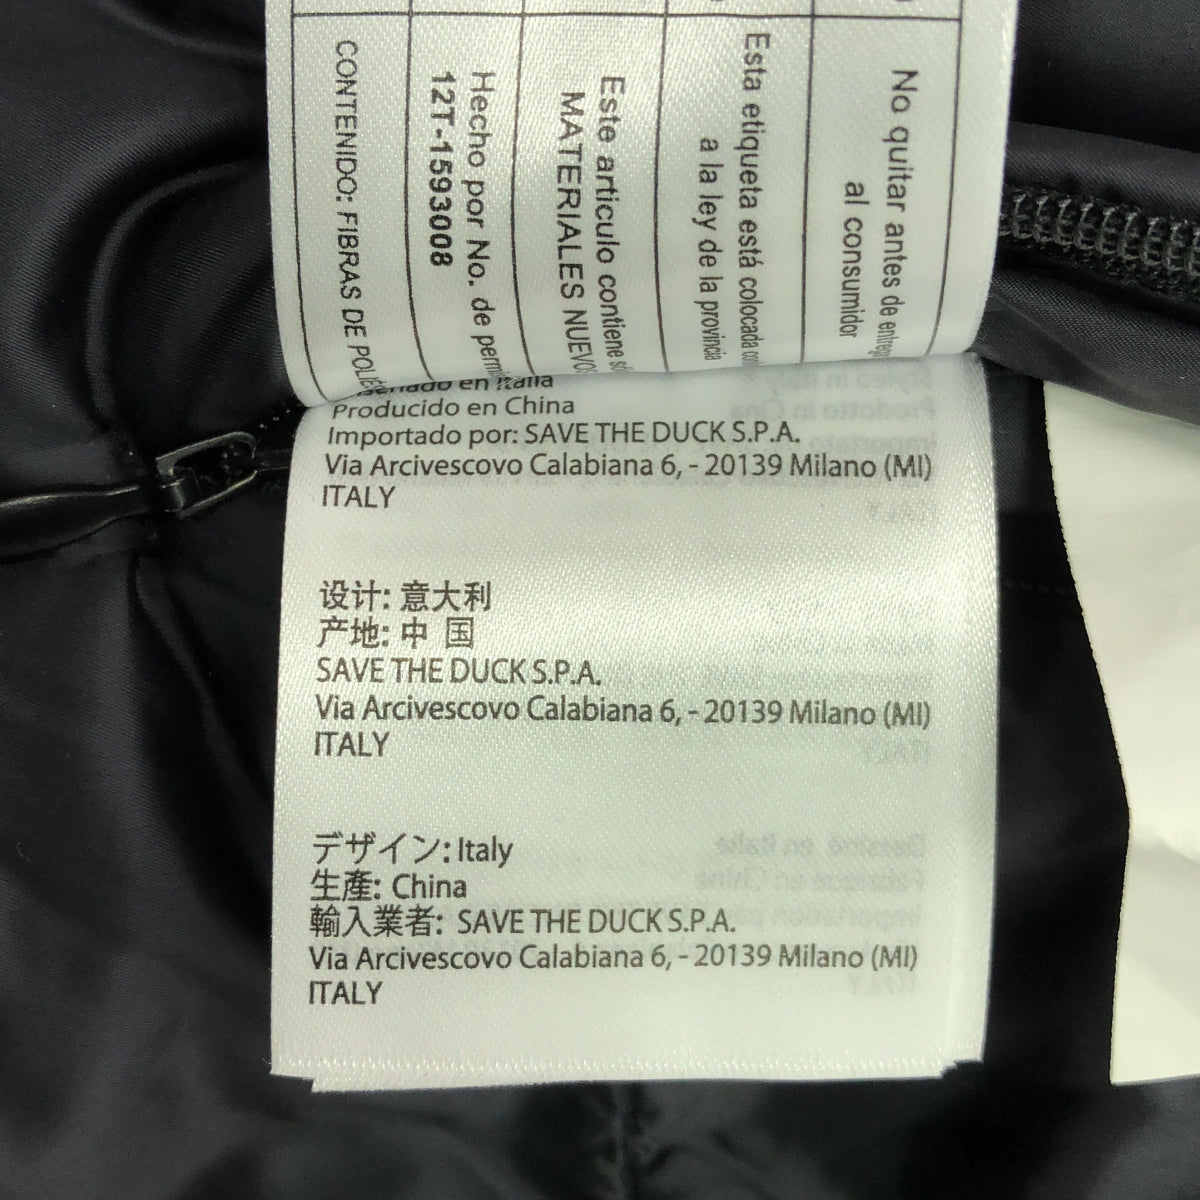 No quitar antes de
al consumidor
Esta etiqueta está colocada
a la ley de la provincia
Este articulo contiene
MATERIALES NUEVOS
Hecho por No. de
12T-1593008
CONTENIDO: FIBRAS DE
en Italia
Producido en China
Importado por: SAVE THE DUCK S.P.A.
Via Arcivescovo Calabiana 6, - 20139 Milano (MI)
ITALY
设计: 意大利
产地: 中 国
SAVE THE DUCK S.P.A.
Via Arcivescovo Calabiana 6, - 20139 Milano (MI)
ITALY
デザイン: Italy
生産: China
輸入業者: SAVE THE DUCK S.P.A.
Via Arcivescovo Calabiana 6, - 20139 Milano (MI)
ITALY